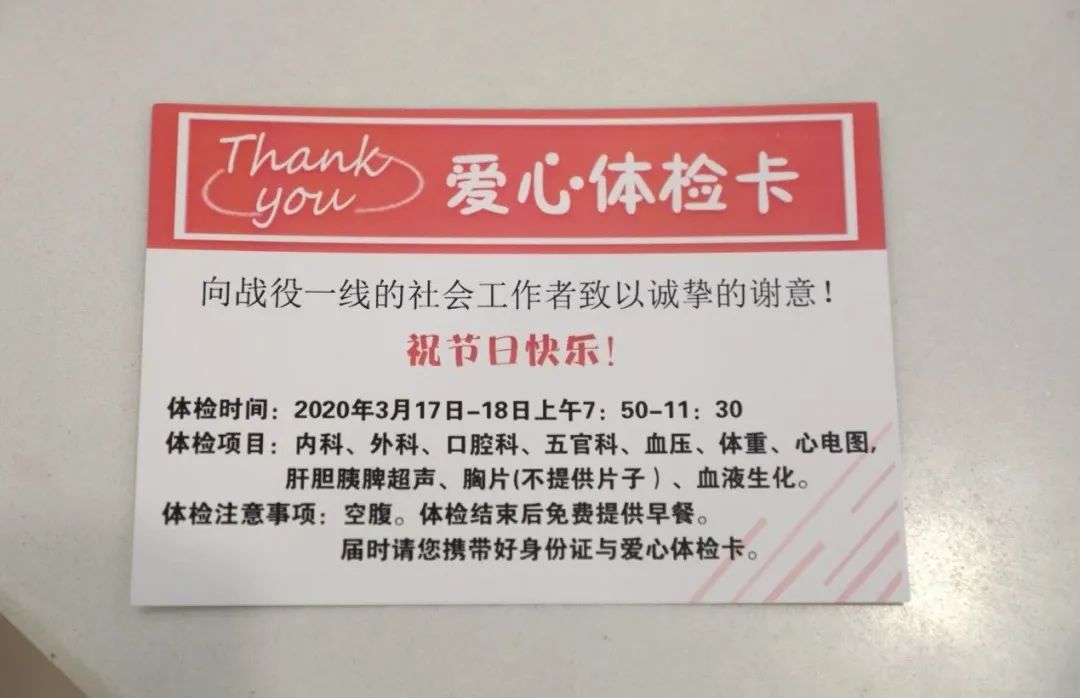 Thank
you
爱心·体检卡
向战役一线的社会工作者致以诚挚的谢意!
祝节日快乐!
体检时间:2020年3月17日-18日上午7:50-11:30
体检项目:内科、外科、口腔科、五官科、血压、体重、心电图,
肝胆胰脾超声、胸片(不提供片子)、血液生化。
体检注意事项:空腹。体检结束后免费提供早餐。
届时请您携带好身份证与爱心体检卡。